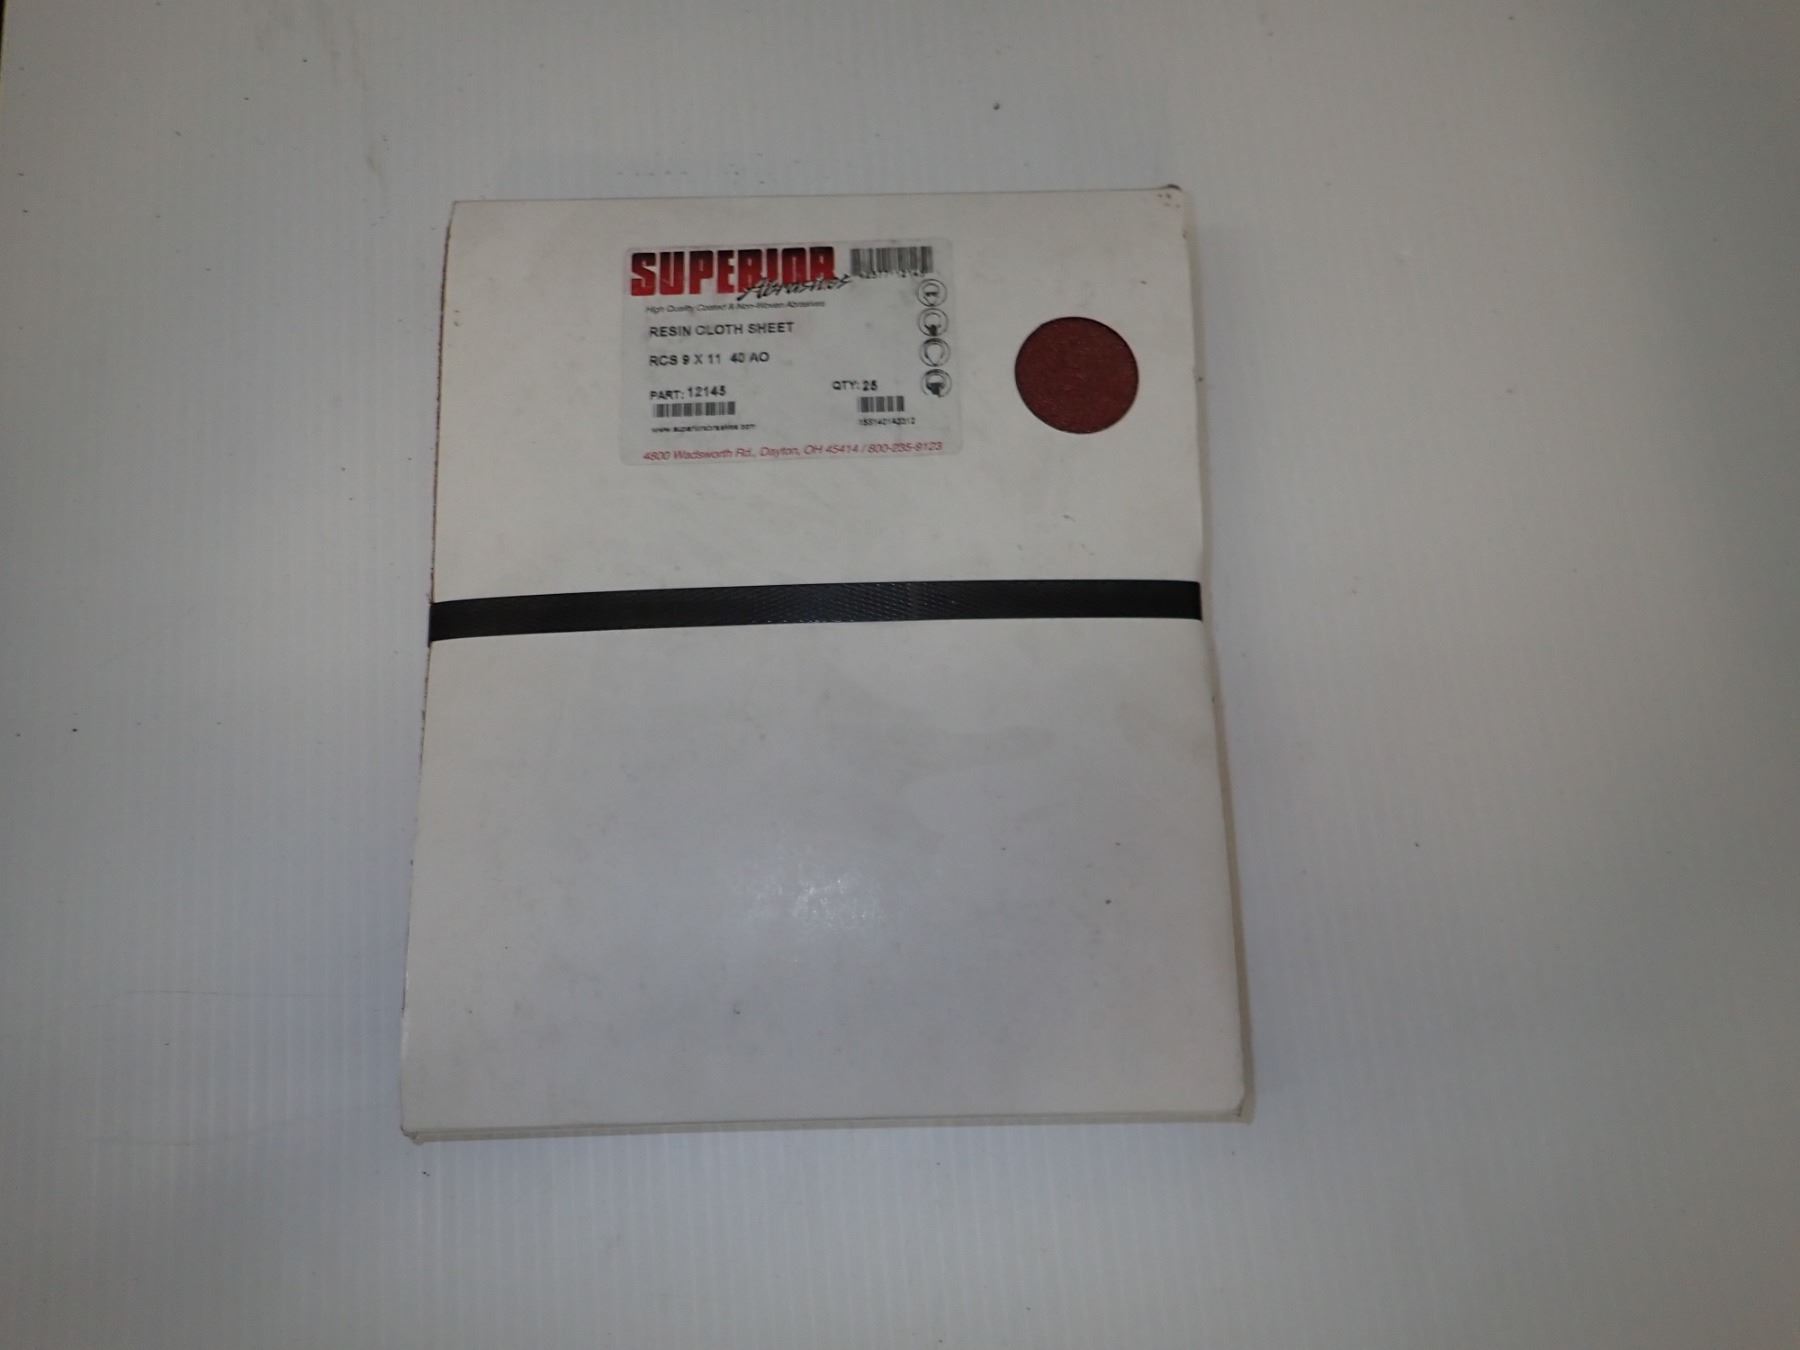 SUPERIOR
Abrasives
High Quality Coated & Non-Woven Abrasives
RESIN CLOTH SHEET
RCS 9 X 11 40 AO
PART: 12145 QTY: 25
4800 Wadsworth Rd., Dayton, OH 45414 / 800-235-9123